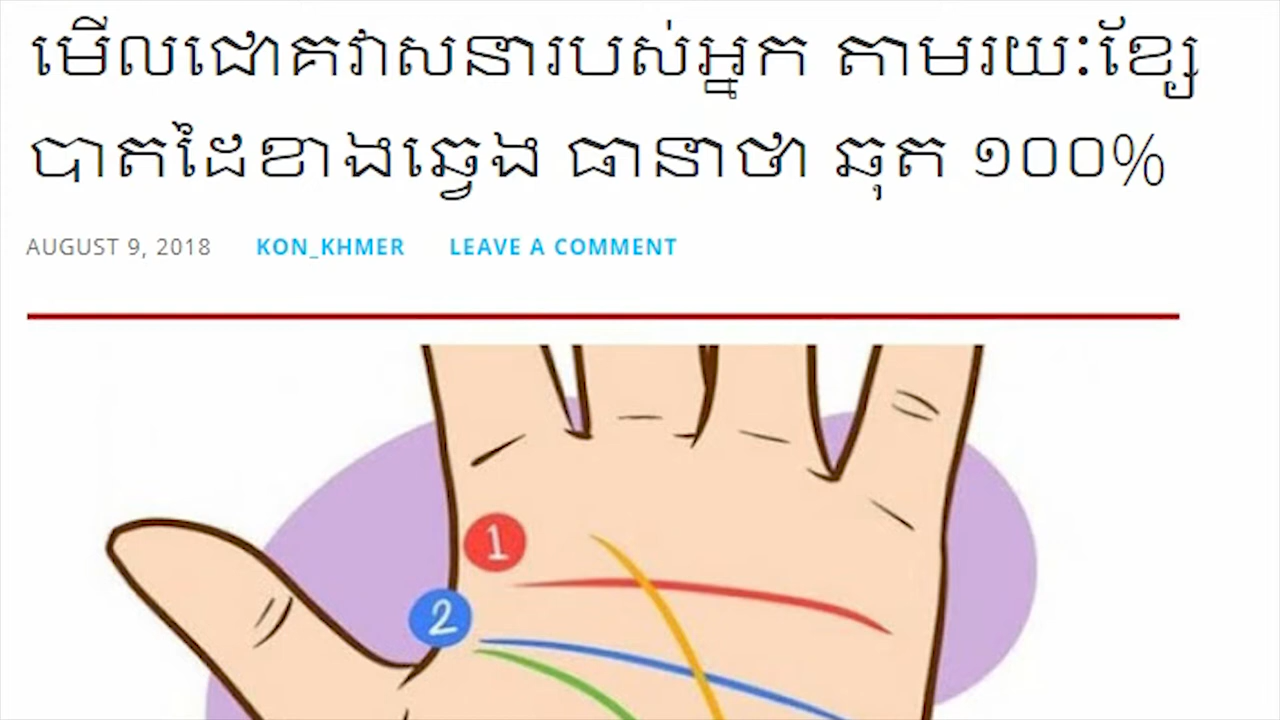 មើលជោគវាសនារបស់អ្នក តាមរយៈខ្សែ
បាតដៃខាងឆ្វេង ធានាថា ឆុត ១០០%
AUGUST 9, 2018 KON_KHMER LEAVE A COMMENT
1
2